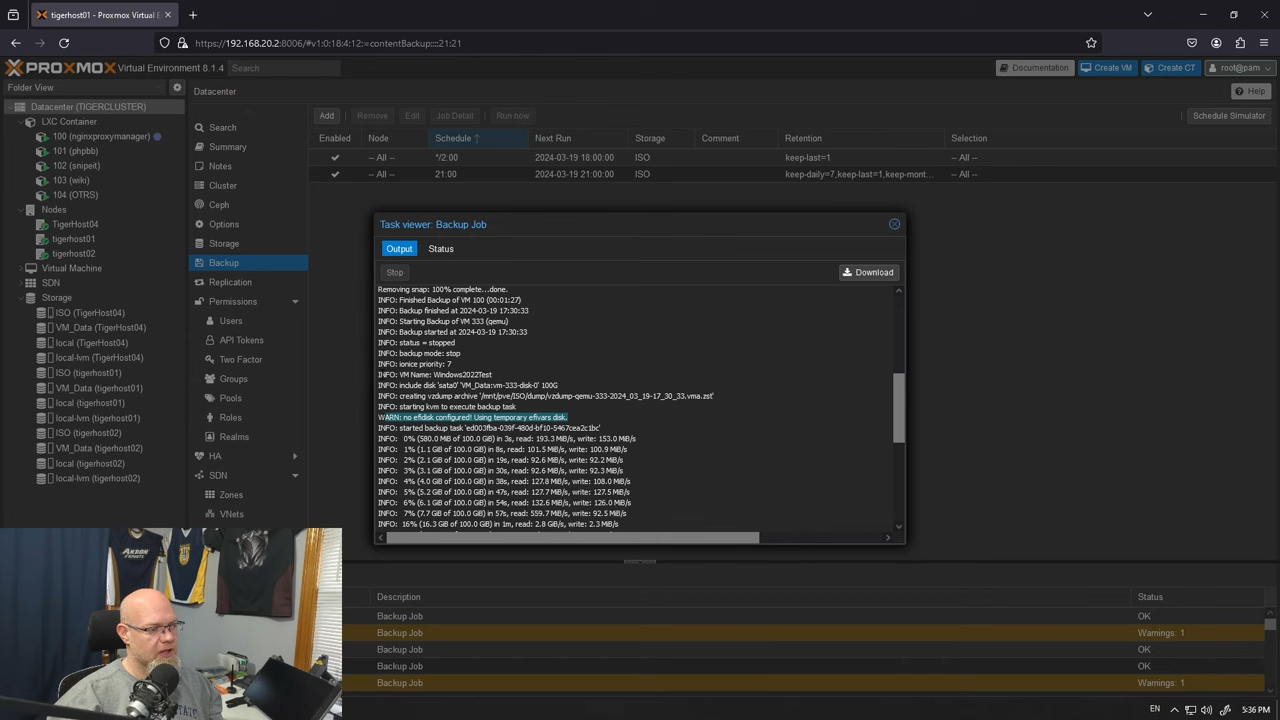 tigerhost01 - Proxmox Virtual E
https://192.168.20.2:8006/#v1:0:18:4:12:=contentBackup::::21:21
PROXMOX Virtual Environment 8.1.4 Search
Documentation Create VM Create CT root@pam
Folder View
Datacenter (TIGERCLUSTER)
LXC Container
100 (nginxproxymanager)
101 (phpbb)
102 (snipeit)
103 (wiki)
104 (OTRS)
Nodes
TigerHost04
tigerhost01
tigerhost02
Virtual Machine
SDN
Storage
ISO (TigerHost04)
VM_Data (TigerHost04)
local (TigerHost04)
local-lvm (TigerHost04)
ISO (tigerhost01)
VM_Data (tigerhost01)
local (tigerhost01)
local-lvm (tigerhost01)
ISO (tigerhost02)
VM_Data (tigerhost02)
local (tigerhost02)
local-lvm (tigerhost02)
Datacenter
Help
Search
Summary
Notes
Cluster
Ceph
Options
Storage
Backup
Replication
Permissions
Users
API Tokens
Two Factor
Groups
Pools
Roles
Realms
HA
SDN
Zones
VNets
Add Remove Edit Job Detail Run now Schedule Simulator
Enabled Node Schedule Next Run Storage Comment Retention Selection
-- All -- */2:00 2024-03-19 18:00:00 ISO keep-last=1 -- All --
-- All -- 21:00 2024-03-19 21:00:00 ISO keep-daily=7,keep-last=1,keep-mont... -- All --
Task viewer: Backup Job
Output Status
Stop Download
Removing snap: 100% complete...done.
INFO: Finished Backup of VM 100 (00:01:27)
INFO: Backup finished at 2024-03-19 17:30:33
INFO: Starting Backup of VM 333 (qemu)
INFO: Backup started at 2024-03-19 17:30:33
INFO: status = stopped
INFO: backup mode: stop
INFO: ionice priority: 7
INFO: VM Name: Windows2022Test
INFO: include disk 'sata0' 'VM_Data:vm-333-disk-0' 100G
INFO: creating vzdump archive '/mnt/pve/ISO/dump/vzdump-qemu-333-2024_03_19-17_30_33.vma.zst'
INFO: starting kvm to execute backup task
WARN: no efidisk configured! Using temporary efivars disk.
INFO: started backup task 'ed003fba-039f-480d-bf10-5467cea2c1bc'
INFO: 0% (580.0 MiB of 100.0 GiB) in 3s, read: 193.3 MiB/s, write: 153.0 MiB/s
INFO: 1% (1.1 GiB of 100.0 GiB) in 8s, read: 101.5 MiB/s, write: 100.9 MiB/s
INFO: 2% (2.1 GiB of 100.0 GiB) in 19s, read: 92.6 MiB/s, write: 92.2 MiB/s
INFO: 3% (3.1 GiB of 100.0 GiB) in 30s, read: 92.6 MiB/s, write: 92.3 MiB/s
INFO: 4% (4.0 GiB of 100.0 GiB) in 38s, read: 127.8 MiB/s, write: 108.0 MiB/s
INFO: 5% (5.2 GiB of 100.0 GiB) in 47s, read: 127.7 MiB/s, write: 127.5 MiB/s
INFO: 6% (6.1 GiB of 100.0 GiB) in 54s, read: 132.6 MiB/s, write: 126.0 MiB/s
INFO: 7% (7.7 GiB of 100.0 GiB) in 57s, read: 559.7 MiB/s, write: 92.5 MiB/s
INFO: 16% (16.3 GiB of 100.0 GiB) in 1m, read: 2.8 GiB/s, write: 2.3 MiB/s
Description Status
Backup Job OK
Backup Job Warnings: 1
Backup Job OK
Backup Job OK
Backup Job Warnings: 1
AKRON
EN 5:36 PM